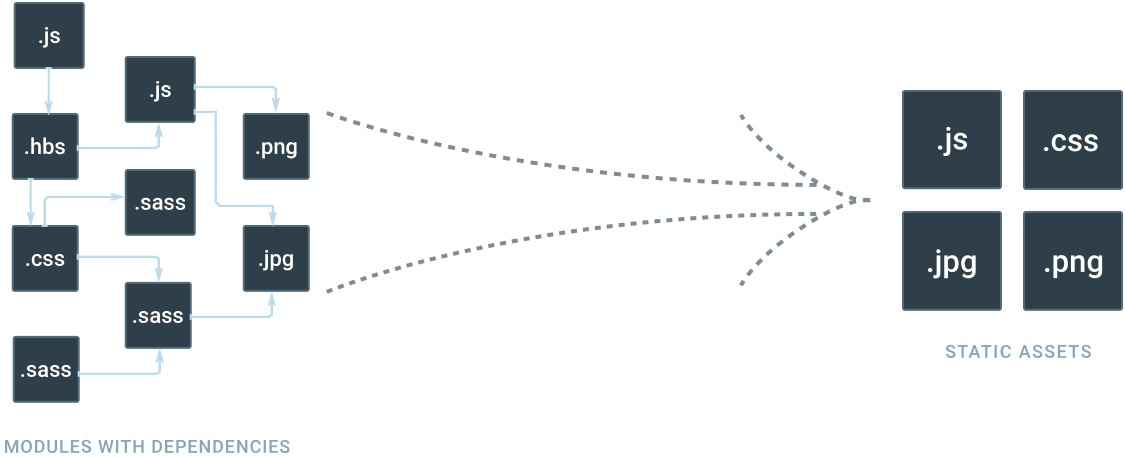 .js
.js
.hbs
.png
.sass
.css
.jpg
.sass
.sass
MODULES WITH DEPENDENCIES
.js
.css
.jpg
.png
STATIC ASSETS